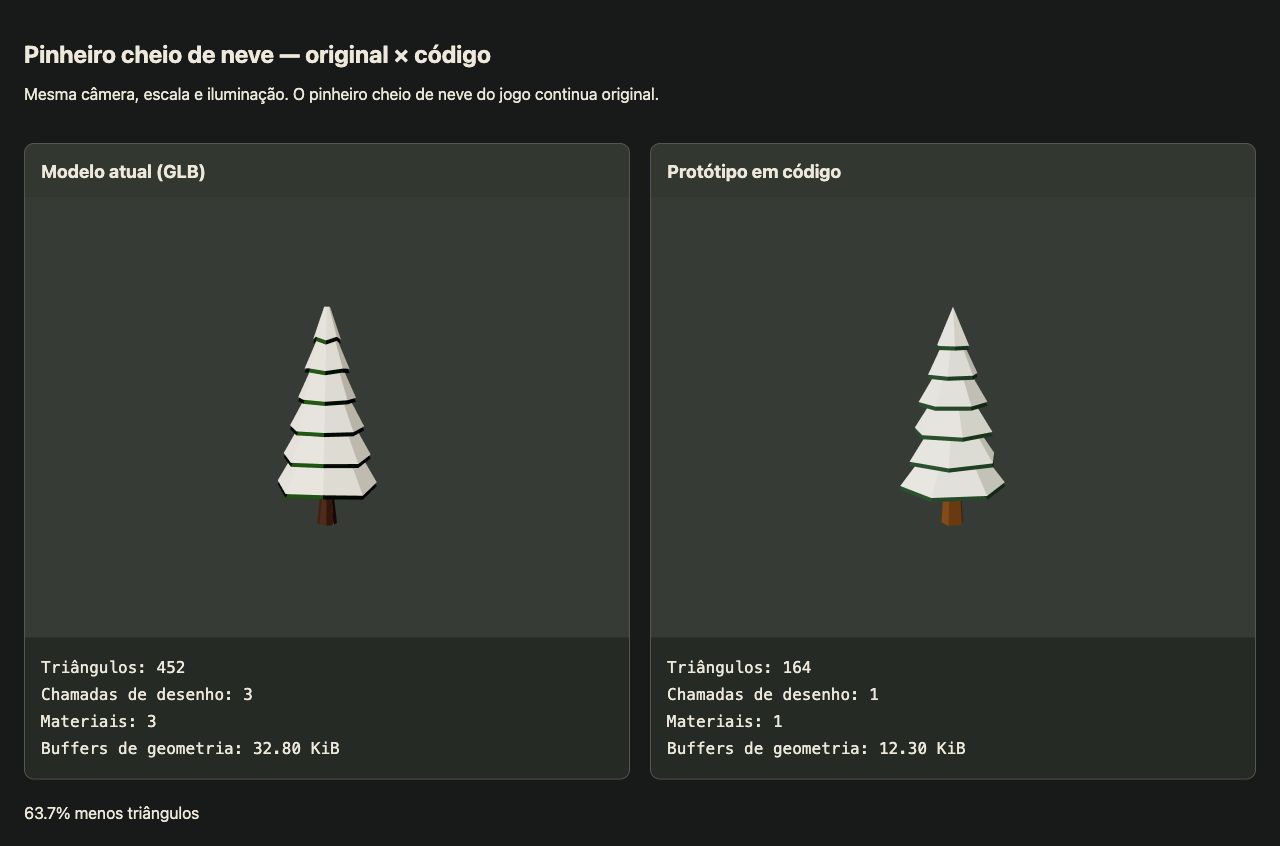 Pinheiro cheio de neve — original × código
Mesma câmera, escala e iluminação. O pinheiro cheio de neve do jogo continua original.
Modelo atual (GLB)
Triângulos: 452
Chamadas de desenho: 3
Materiais: 3
Buffers de geometria: 32.80 KiB
Protótipo em código
Triângulos: 164
Chamadas de desenho: 1
Materiais: 1
Buffers de geometria: 12.30 KiB
63.7% menos triângulos